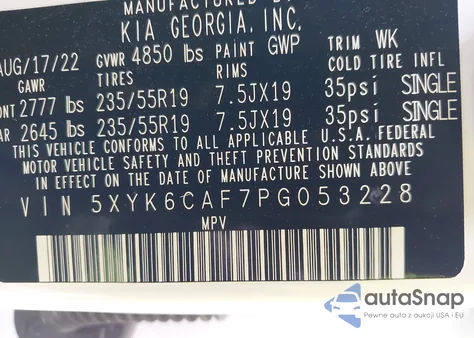 MANUFACTURED BY
KIA GEORGIA, INC.
AUG/17/22 GVWR 4850 lbs PAINT GWP TRIM WK
GAWR TIRES RIMS COLD TIRE INFL
ONT 2777 lbs 235/55R19 7.5JX19 35psi SINGLE
AR 2645 lbs 235/55R19 7.5JX19 35psi SINGLE
THIS VEHICLE CONFORMS TO ALL APPLICABLE U.S.A. FEDERAL
MOTOR VEHICLE SAFETY AND THEFT PREVENTION STANDARDS
IN EFFECT ON THE DATE OF MANUFACTURE SHOWN ABOVE
VIN 5XYK6CAF7PG053228
MPV
autoSnap
Pewne auta z aukcji USA i EU